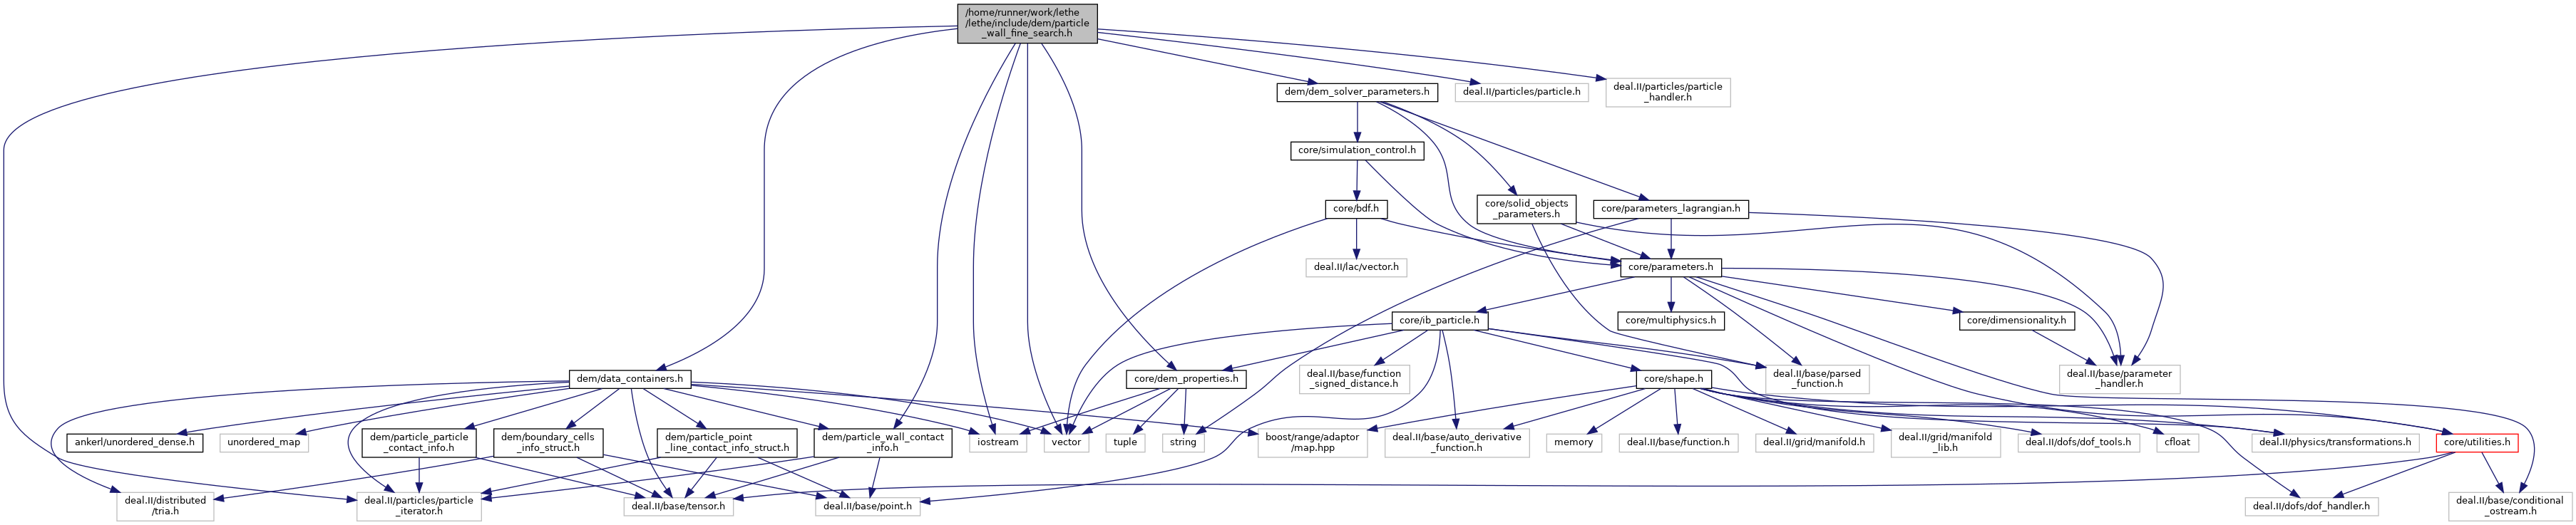 /home/runner/work/lethe
/lethe/include/dem/particle
_wall_fine_search.h
dem/dem_solver_parameters.h
deal.II/particles/particle.h
deal.II/particles/particle
_handler.h
core/simulation_control.h
core/bdf.h
core/solid_objects
_parameters.h
core/parameters_lagrangian.h
deal.II/lac/vector.h
core/parameters.h
core/ib_particle.h
core/multiphysics.h
core/dimensionality.h
dem/data_containers.h
core/dem_properties.h
deal.II/base/function
_signed_distance.h
core/shape.h
deal.II/base/parsed
_function.h
deal.II/base/parameter
_handler.h
ankerl/unordered_dense.h
unordered_map
dem/particle_particle
_contact_info.h
dem/boundary_cells
_info_struct.h
dem/particle_point
_line_contact_info_struct.h
dem/particle_wall_contact
_info.h
iostream
vector
tuple
string
boost/range/adaptor
/map.hpp
deal.II/base/auto_derivative
_function.h
memory
deal.II/base/function.h
deal.II/grid/manifold.h
deal.II/grid/manifold
_lib.h
deal.II/dofs/dof_tools.h
cfloat
deal.II/physics/transformations.h
core/utilities.h
deal.II/distributed
/tria.h
deal.II/particles/particle
_iterator.h
deal.II/base/tensor.h
deal.II/base/point.h
deal.II/dofs/dof_handler.h
deal.II/base/conditional
_ostream.h